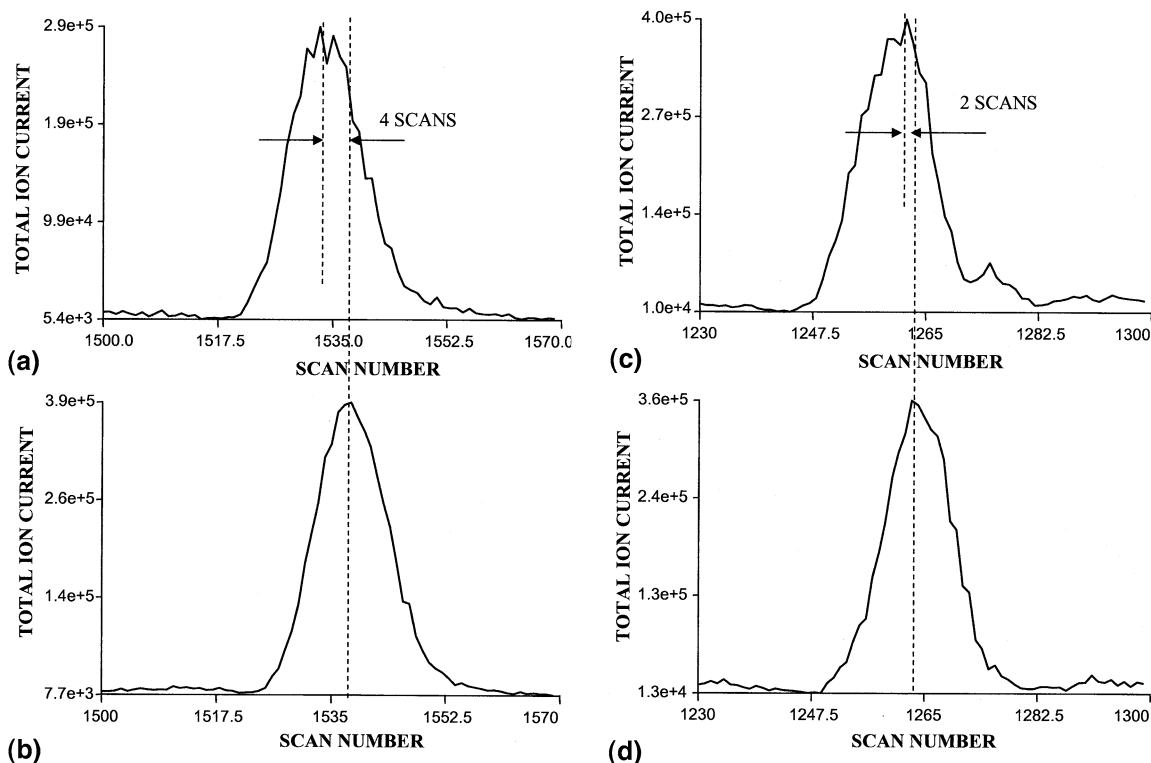 2.9e+5
1.9e+5
9.9e+4
5.4e+3
TOTAL ION CURRENT
4 SCANS
1500.0 1517.5 1535.0 1552.5 1570.0
(a)
SCAN NUMBER
4.0e+5
2.7e+5
1.4e+5
1.0e+4
TOTAL ION CURRENT
2 SCANS
1230 1247.5 1265 1282.5 1300
(c)
SCAN NUMBER
3.9e+5
2.6e+5
1.4e+5
7.7e+3
TOTAL ION CURRENT
1500 1517.5 1535 1552.5 1570
(b)
SCAN NUMBER
3.6e+5
2.4e+5
1.3e+5
1.3e+4
TOTAL ION CURRENT
1230 1247.5 1265 1282.5 1300
(d)
SCAN NUMBER